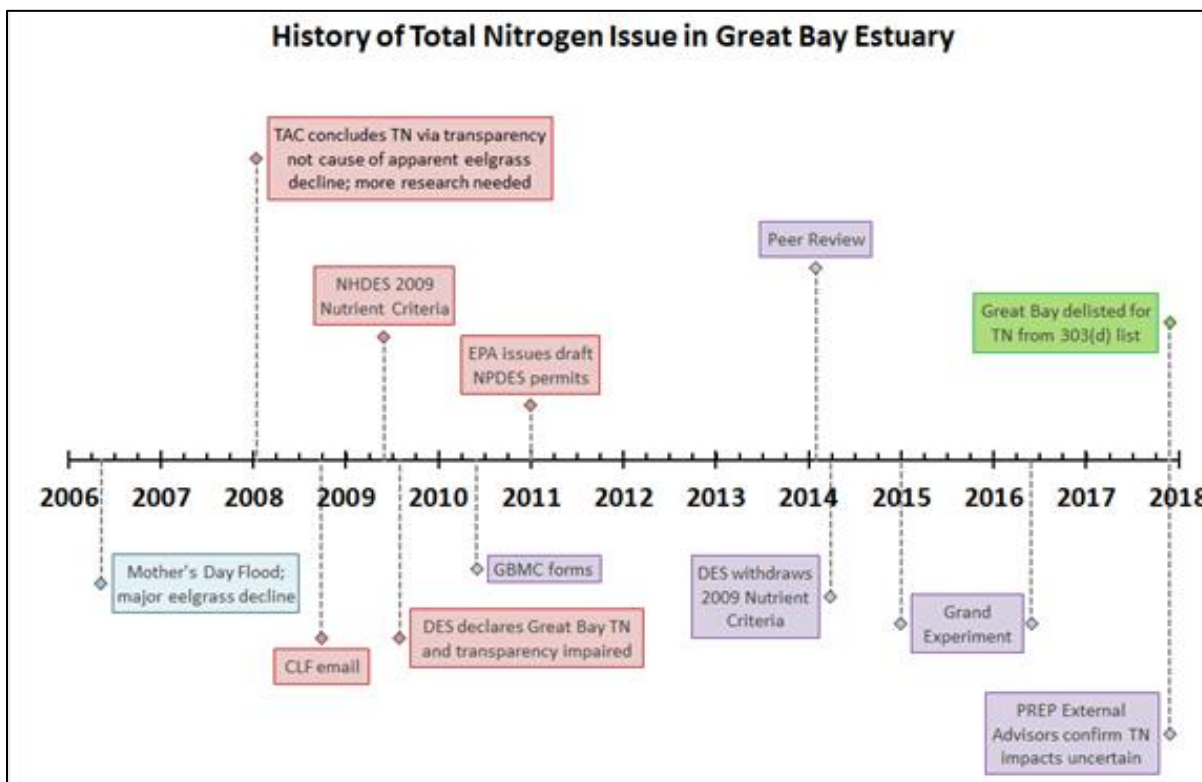 History of Total Nitrogen Issue in Great Bay Estuary
TAC concludes TN via transparency
not cause of apparent eelgrass
decline; more research needed
Peer Review
NHDES 2009
Nutrient Criteria
Great Bay delisted for
TN from 303(d) list
EPA issues draft
NPDES permits
2006 2007 2008 2009 2010 2011 2012 2013 2014 2015 2016 2017 2018
Mother's Day Flood;
major eelgrass decline
GBMC forms
DES withdraws
2009 Nutrient
Criteria
Grand
Experiment
DES declares Great Bay TN
and transparency impaired
CLF email
PREP External
Advisors confirm TN
impacts uncertain